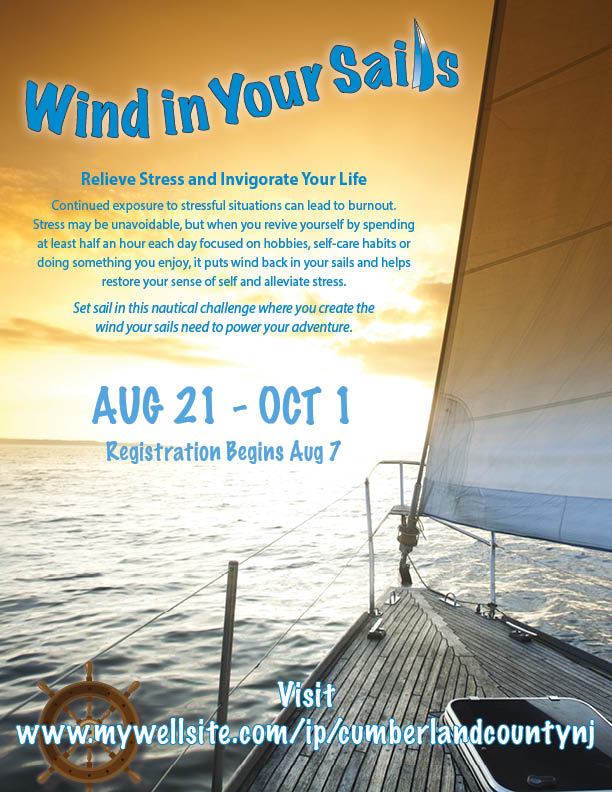 Wind in Your Sails
Relieve Stress and Invigorate Your Life
Continued exposure to stressful situations can lead to burnout.
Stress may be unavoidable, but when you revive yourself by spending
at least half an hour each day focused on hobbies, self-care habits or
doing something you enjoy, it puts wind back in your sails and helps
restore your sense of self and alleviate stress.
Set sail in this nautical challenge where you create the
wind your sails need to power your adventure.
AUG 21 - OCT 1
Registration Begins Aug 7
Visit
www.mywellsite.com/ip/cumberlandcountynj